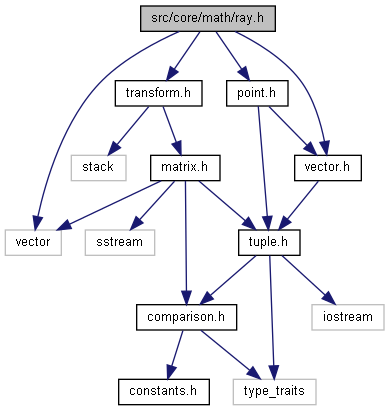 src/core/math/ray.h
transform.h
point.h
stack
matrix.h
vector.h
vector
sstream
tuple.h
comparison.h
iostream
constants.h
type_traits